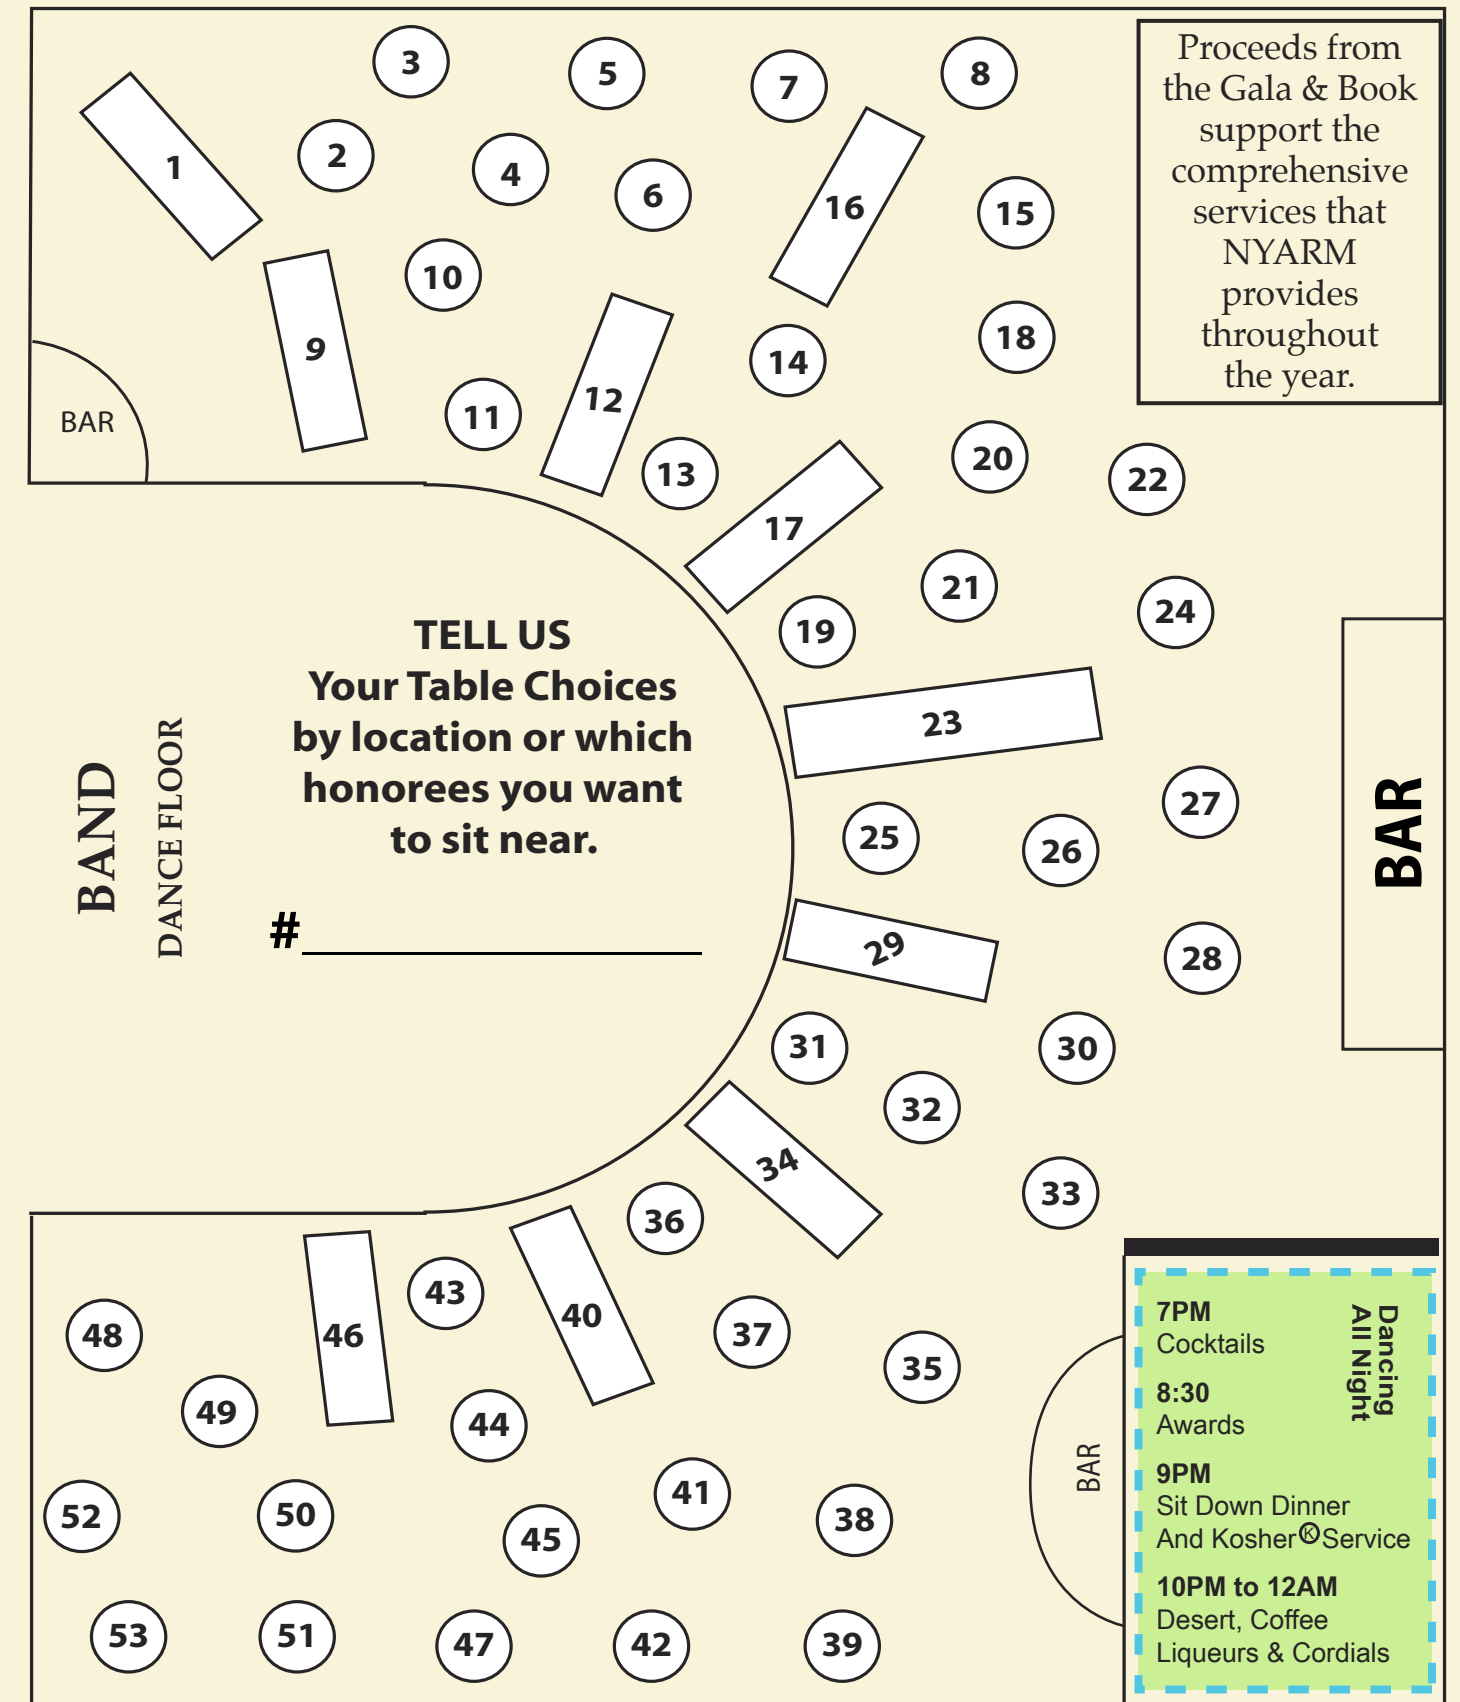 3
5
7
8
Proceeds from
the Gala & Book
support the
comprehensive
services that
NYARM
provides
throughout
the year.
1
2
4
6
16
15
10
9
12
14
18
BAR
11
13
20
22
17
21
24
19
TELL US
Your Table Choices
by location or which
honorees you want
to sit near.
#
BAND
DANCE FLOOR
23
27
25
26
BAR
29
28
31
30
32
34
33
36
43
40
46
48
37
35
49
44
41
38
52
50
45
53
51
47
42
39
BAR
7PM
Cocktails
8:30
Awards
9PM
Sit Down Dinner
And Kosher Ⓚ Service
10PM to 12AM
Desert, Coffee
Liqueurs & Cordials
Dancing
All Night